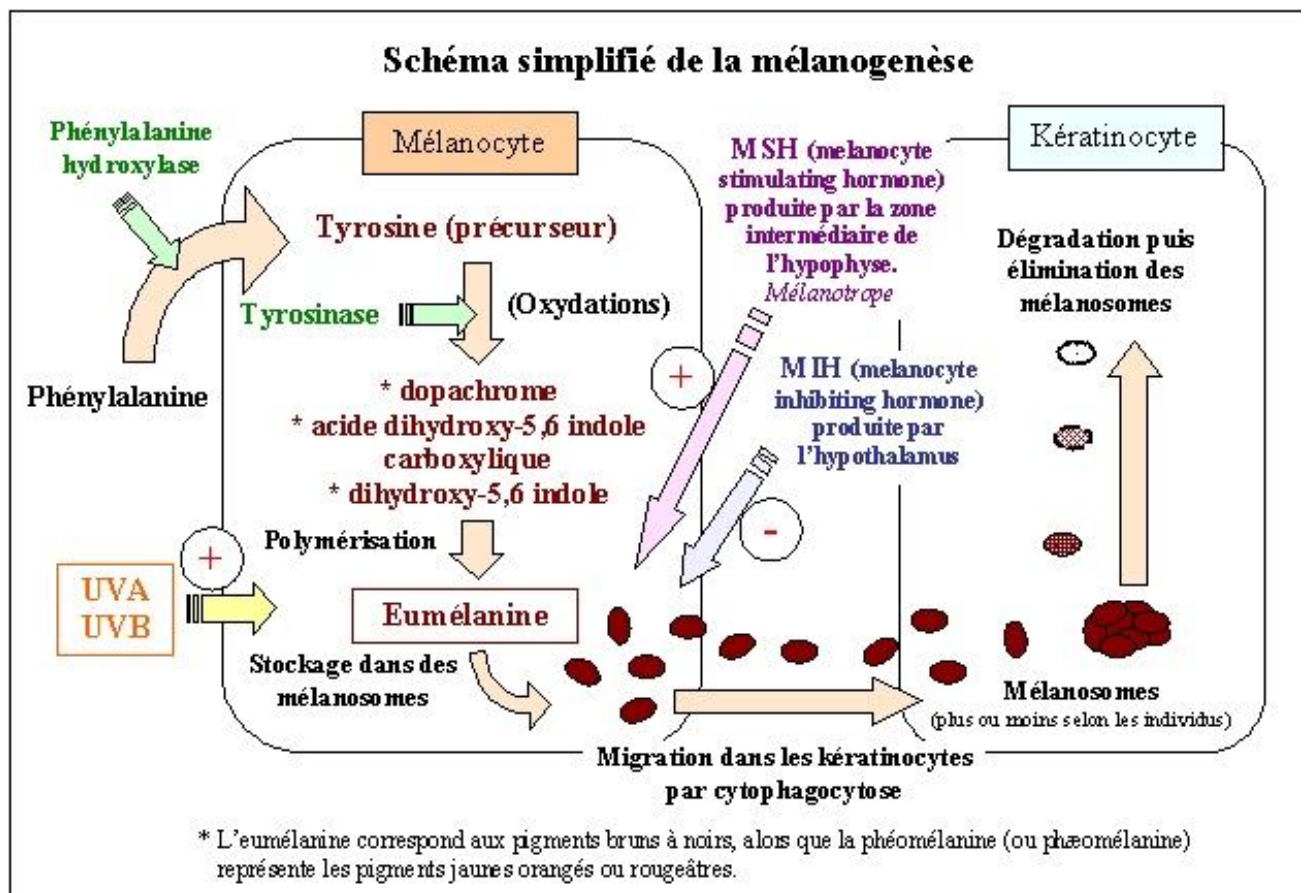 Schéma simplifié de la mélanogenèse
Phénylalanine
hydroxylase
Mélanocyte
Tyrosine (précurseur)
Tyrosinase
(Oxydations)
Phénylalanine
* dopachrome
* acide dihydroxy-5,6 indole
carboxylique
* dihydroxy-5,6 indole
Polymérisation
+
UVA
UVB
Eumélanine
Stockage dans des
mélanosomes
MSH (melanocyte
stimulating hormone)
produite par la zone
intermédiaire de
l'hypophyse.
Mélanotrope
+
MIH (melanocyte
inhibiting hormone)
produite par
l'hypothalamus
-
Kératinocyte
Dégradation puis
élimination des
mélanosomes
Mélanosomes
(plus ou moins selon les individus)
Migration dans les kératinocytes
par cytophagocytose
* L'eumélanine correspond aux pigments bruns à noirs, alors que la phéomélanine (ou phæomélanine)
représente les pigments jaunes orangés ou rougeâtres.